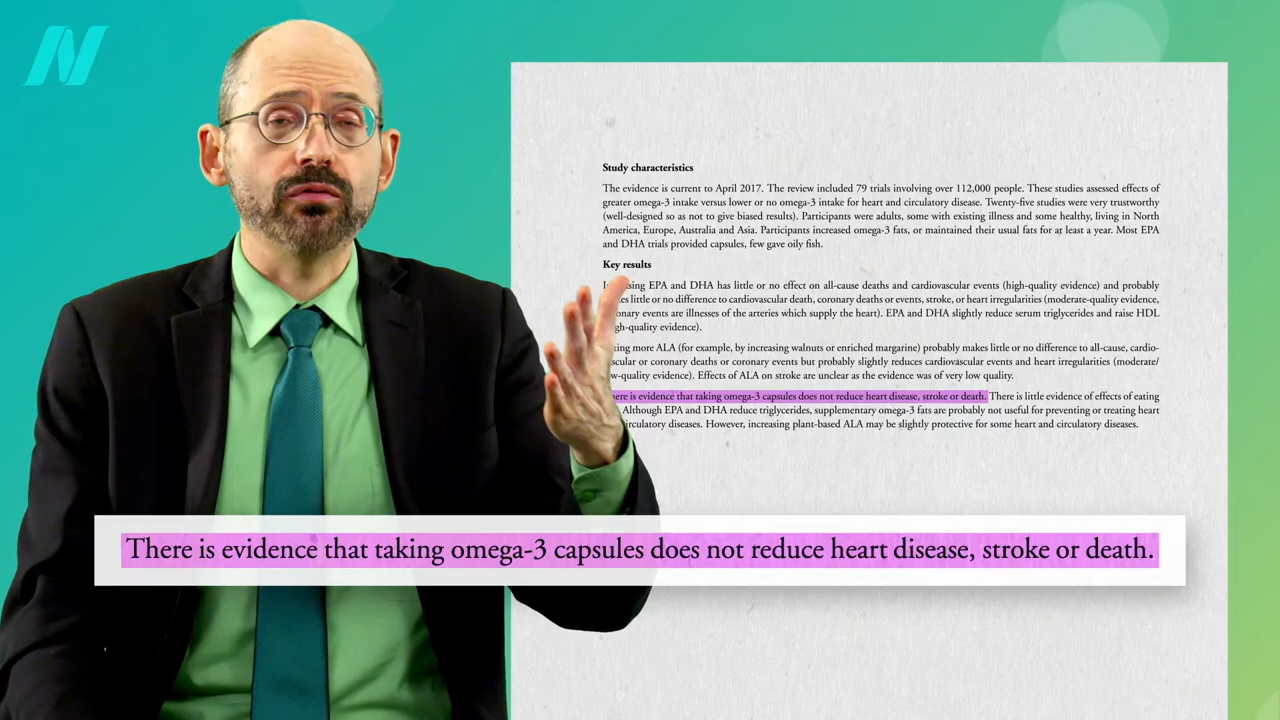 Study characteristics
The evidence is current to April 2017. The review included 79 trials involving over 112,000 people. These studies assessed effects of
greater omega-3 intake versus lower or no omega-3 intake for heart and circulatory disease. Twenty-five studies were very trustworthy
(well-designed so as not to give biased results). Participants were adults, some with existing illness and some healthy, living in North
America, Europe, Australia and Asia. Participants increased omega-3 fats, or maintained their usual fats for at least a year. Most EPA
and DHA trials provided capsules, few gave oily fish.
Key results
EPA and DHA has little or no effect on all-cause deaths and cardiovascular events (high-quality evidence) and probably
little or no difference to cardiovascular death, coronary deaths or events, stroke, or heart irregularities (moderate-quality evidence,
events are illnesses of the arteries which supply the heart). EPA and DHA slightly reduce serum triglycerides and raise HDL
evidence).
more ALA (for example, by increasing walnuts or enriched margarine) probably makes little or no difference to all-cause, cardio-
or coronary deaths or coronary events but probably slightly reduces cardiovascular events and heart irregularities (moderate/
evidence). Effects of ALA on stroke are unclear as the evidence was of very low quality.
is evidence that taking omega-3 capsules does not reduce heart disease, stroke or death. There is little evidence of effects of eating
Although EPA and DHA reduce triglycerides, supplementary omega-3 fats are probably not useful for preventing or treating heart
diseases. However, increasing plant-based ALA may be slightly protective for some heart and circulatory diseases.
There is evidence that taking omega-3 capsules does not reduce heart disease, stroke or death.